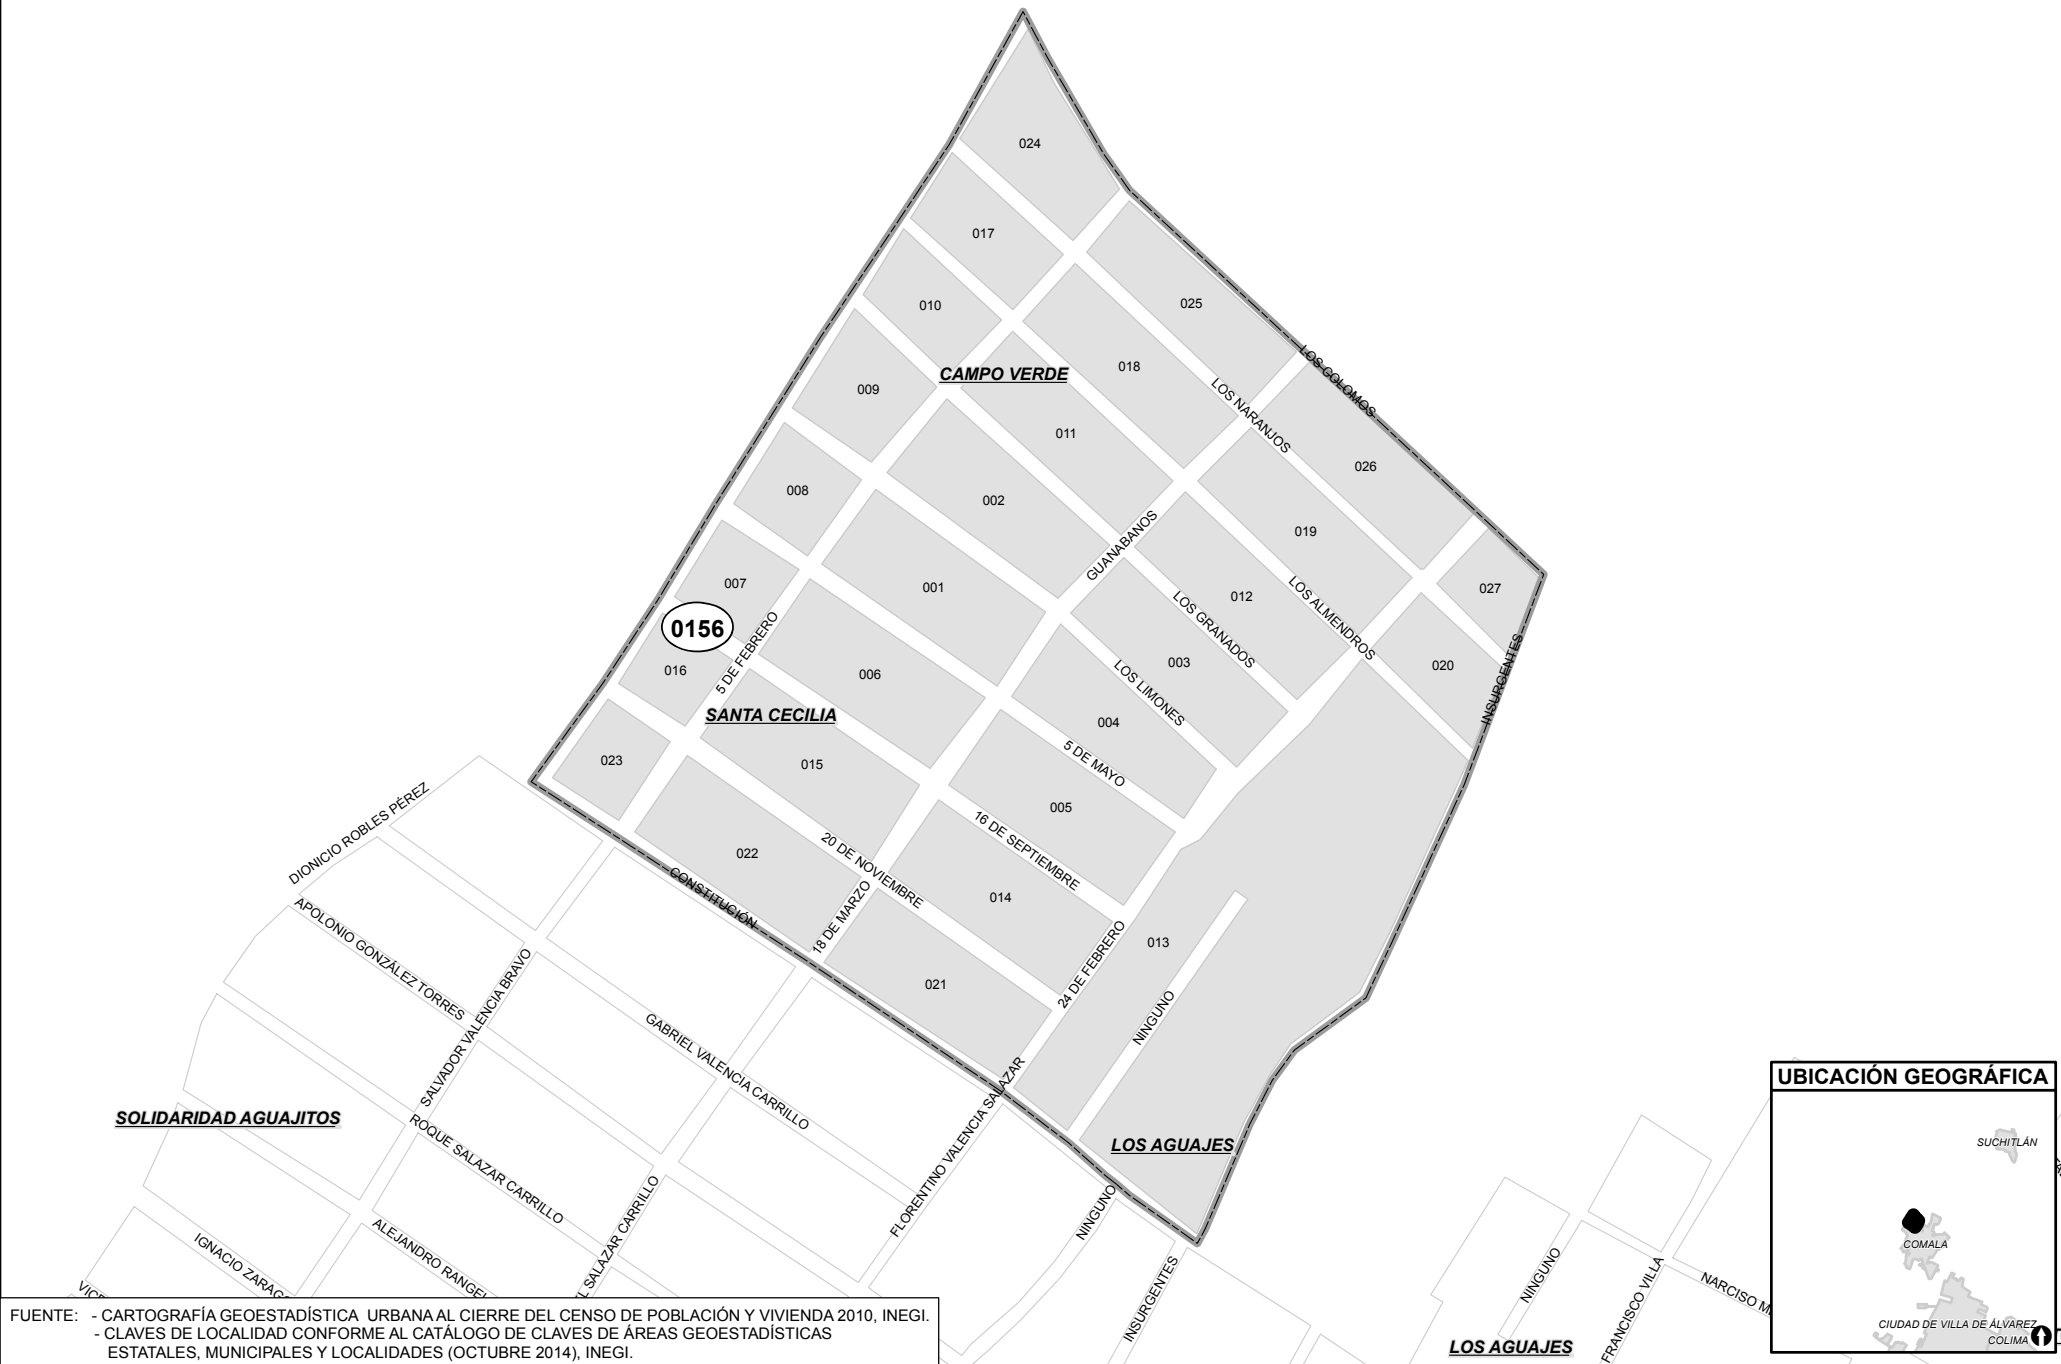 024
017
010
025
018
CAMPO VERDE
009
LOS COLOMOS
LOS NARANJOS
011
026
008
002
019
GUANABANOS
007
001
012
LOS ALMENDROS
027
0156
5 DE FEBRERO
LOS GRANADOS
016
006
003
020
INSURGENTES
LOS LIMONES
SANTA CECILIA
004
023
015
5 DE MAYO
DIONICIO ROBLES PÉREZ
005
16 DE SEPTIEMBRE
022
20 DE NOVIEMBRE
CONSTITUCIÓN
18 DE MARZO
014
APOLONIO GONZÁLEZ TORRES
24 DE FEBRERO
013
SALVADOR VALENCIA BRAVO
021
NINGUNO
GABRIEL VALENCIA CARRILLO
FLORENTINO VALENCIA SALAZAR
SOLIDARIDAD AGUAJITOS
ROQUE SALAZAR CARRILLO
LOS AGUAJES
NINGUNO
ALEJANDRO RANGEL
SALAZAR CARRILLO
IGNACIO ZARAG
INSURGENTES
NINGUNO
FRANCISCO VILLA
NARCISO M
LOS AGUAJES
UBICACIÓN GEOGRÁFICA
SUCHITLÁN
COMALA
CIUDAD DE VILLA DE ÁLVAREZ
COLIMA
FUENTE: - CARTOGRAFÍA GEOESTADÍSTICA URBANA AL CIERRE DEL CENSO DE POBLACIÓN Y VIVIENDA 2010, INEGI.
- CLAVES DE LOCALIDAD CONFORME AL CATÁLOGO DE CLAVES DE ÁREAS GEOESTADÍSTICAS
ESTATALES, MUNICIPALES Y LOCALIDADES (OCTUBRE 2014), INEGI.